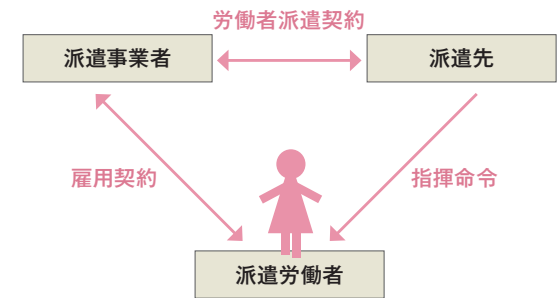 労働者派遣契約
派遣事業者
派遣先
雇用契約
指揮命令
派遣労働者